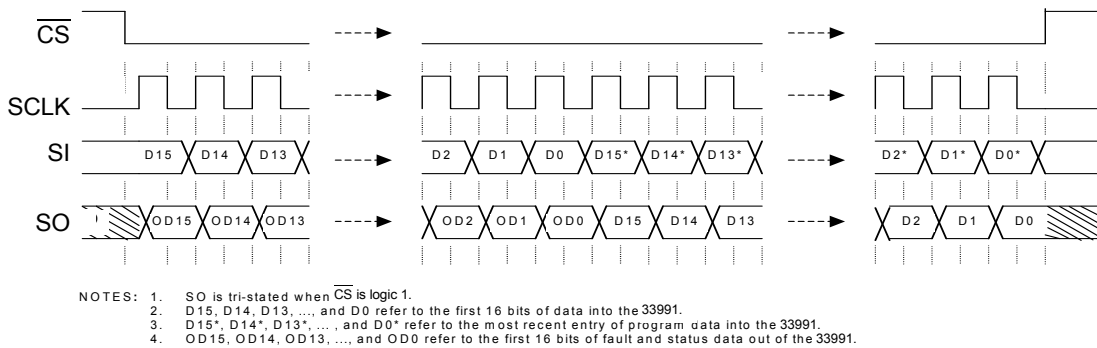 CS
SCLK
SI D15 D14 D13 D2 D1 D0 D15* D14* D13* D2* D1* D0*
SO OD15 OD14 OD13 OD2 OD1 OD0 D15 D14 D13 D2 D1 D0
NOTES: 1. SO is tri-stated when CS is logic 1.
2. D15, D14, D13, ..., and D0 refer to the first 16 bits of data into the 33991.
3. D15*, D14*, D13*, ... , and D0* refer to the most recent entry of program data into the 33991.
4. OD15, OD14, OD13, ..., and OD0 refer to the first 16 bits of fault and status data out of the 33991.